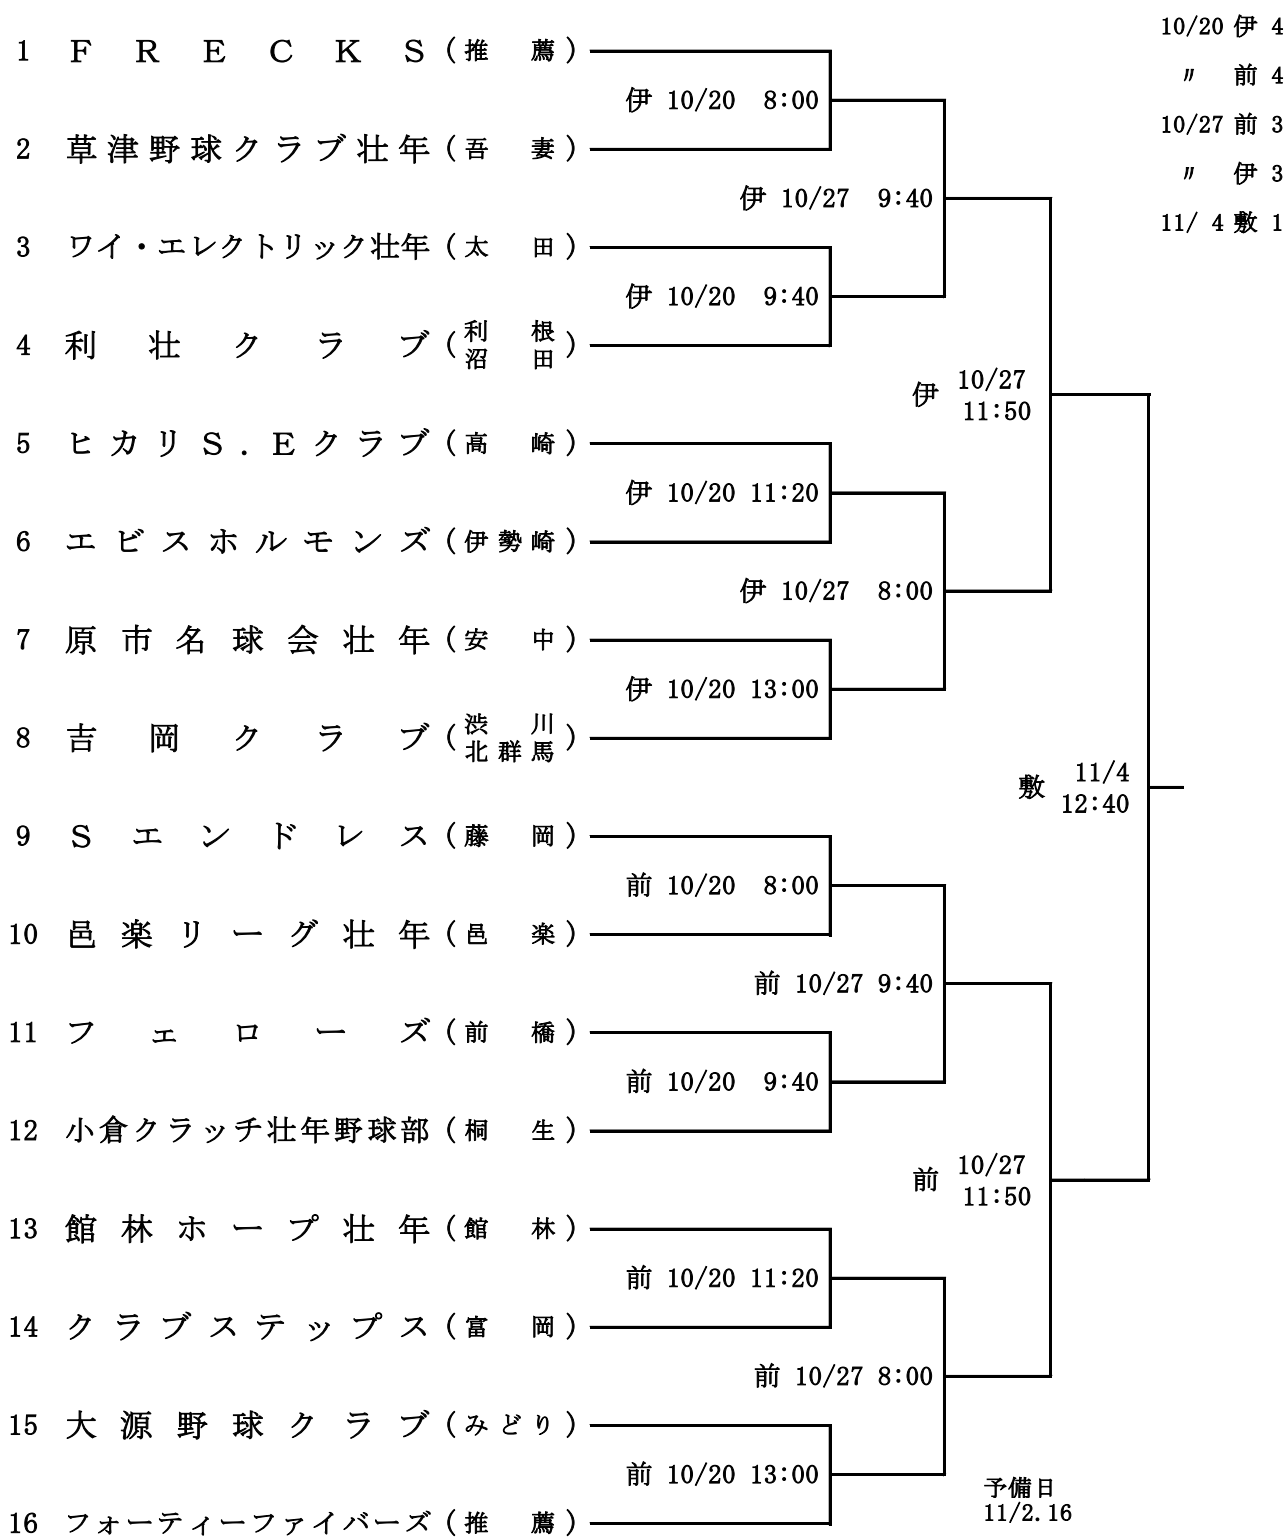 10/20 伊 4
〃 前 4
10/27 前 3
〃 伊 3
11/ 4 敷 1
1 FRECKS(推薦)
伊 10/20 8:00
2 草津野球クラブ壮年(吾妻)
伊 10/27 9:40
3 ワイ・エレクトリック壮年(太田)
伊 10/20 9:40
4 利壮クラブ(利根沼田)
伊 10/27 11:50
5 ヒカリS.Eクラブ(高崎)
伊 10/20 11:20
6 エビスホルモンズ(伊勢崎)
伊 10/27 8:00
7 原市名球会壮年(安中)
伊 10/20 13:00
8 吉岡クラブ(渋川北群馬)
敷 11/4 12:40
9 Sエンドレス(藤岡)
前 10/20 8:00
10 邑楽リーグ壮年(邑楽)
前 10/27 9:40
11 フェローズ(前橋)
前 10/20 9:40
12 小倉クラッチ壮年野球部(桐生)
前 10/27 11:50
13 館林ホープ壮年(館林)
前 10/20 11:20
14 クラブステップス(富岡)
前 10/27 8:00
15 大源野球クラブ(みどり)
前 10/20 13:00
16 フォーティーファイバーズ(推薦)
予備日
11/2.16